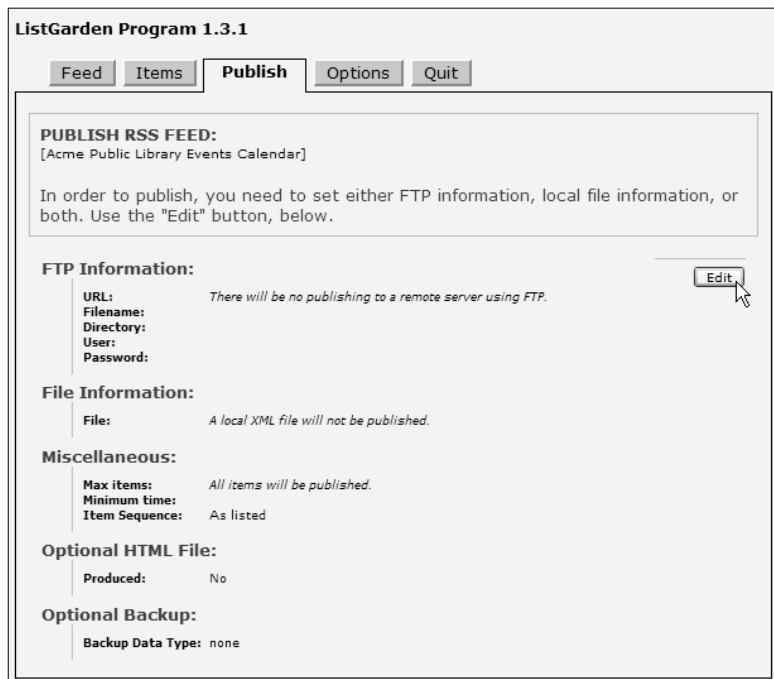 ListGarden Program 1.3.1
Feed Items Publish Options Quit
PUBLISH RSS FEED:
[Acme Public Library Events Calendar]
In order to publish, you need to set either FTP information, local file information, or
both. Use the "Edit" button, below.
FTP Information:
Edit
URL: There will be no publishing to a remote server using FTP.
Filename:
Directory:
User:
Password:
File Information:
File: A local XML file will not be published.
Miscellaneous:
Max items: All items will be published.
Minimum time:
Item Sequence: As listed
Optional HTML File:
Produced: No
Optional Backup:
Backup Data Type: none